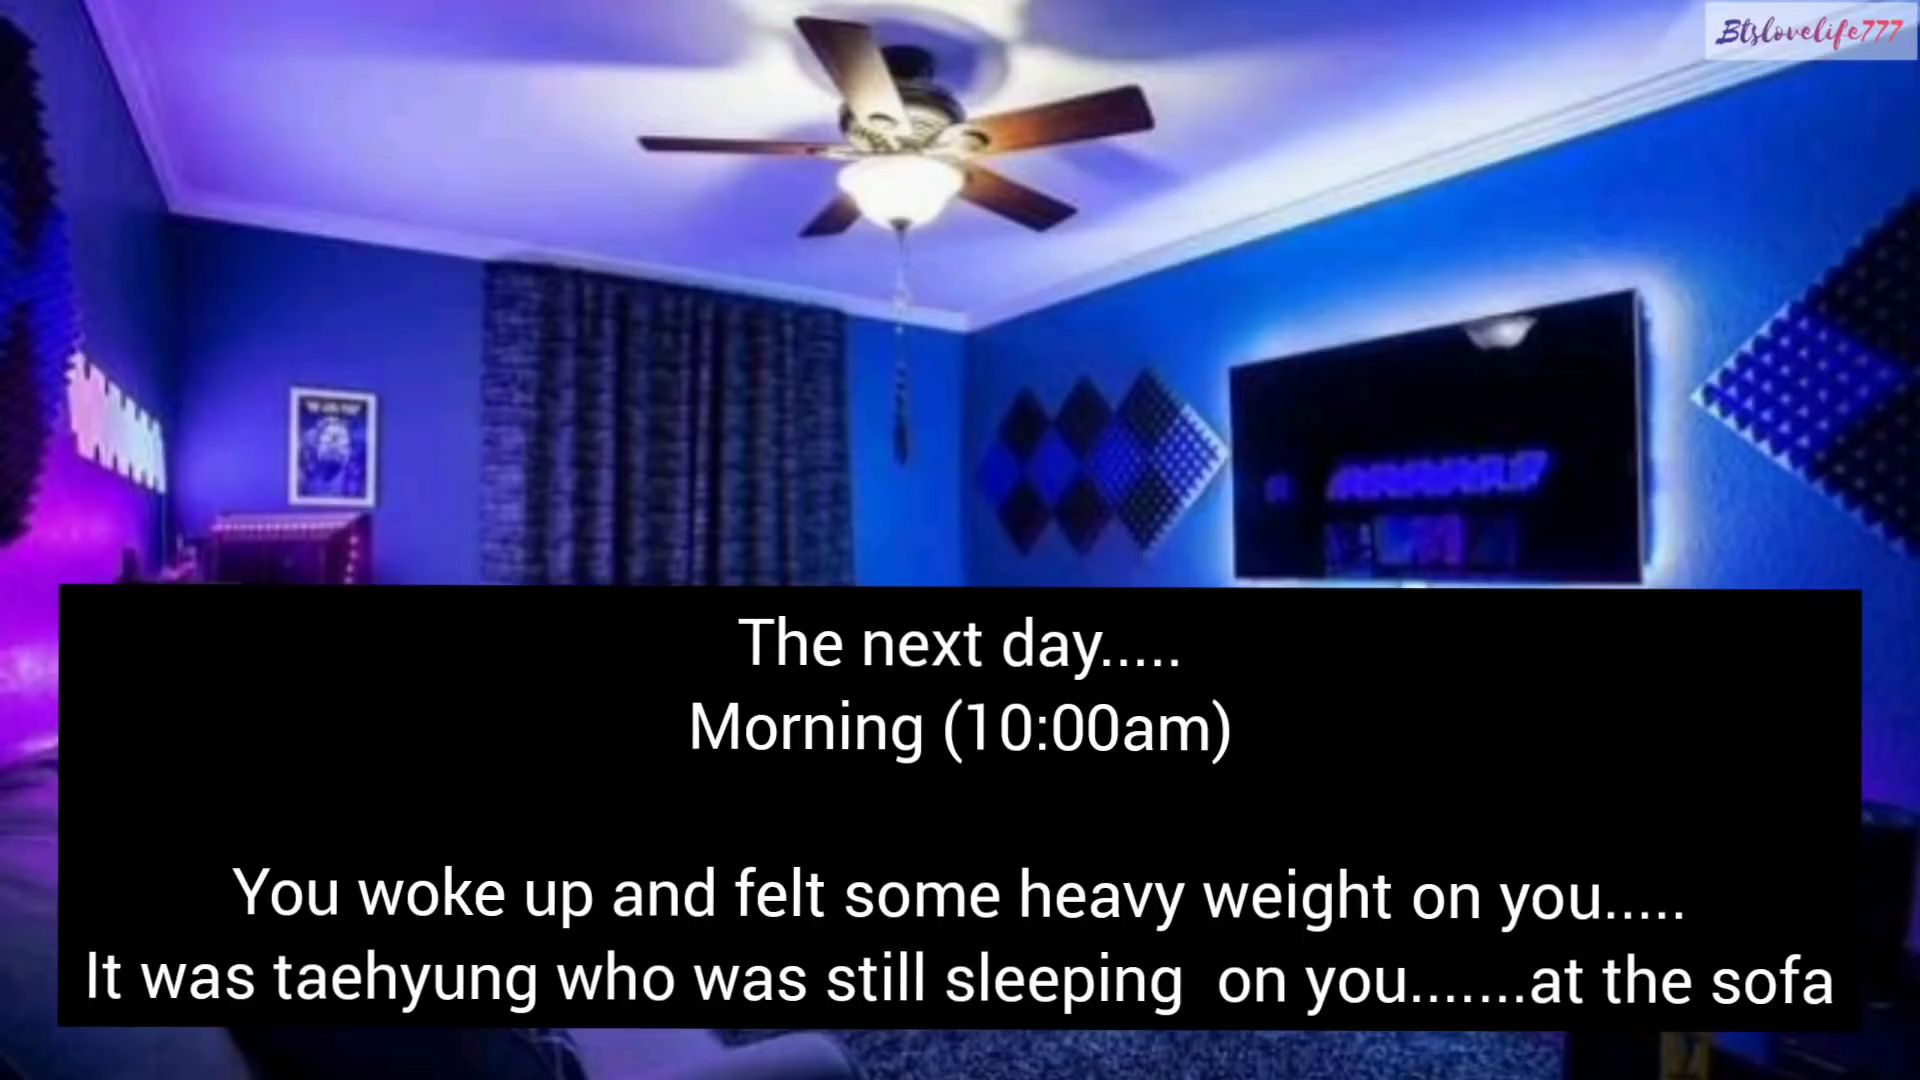 Btslovelife777
The next day.....
Morning (10:00am)
You woke up and felt some heavy weight on you.....
It was taehyung who was still sleeping  on you.......at the sofa